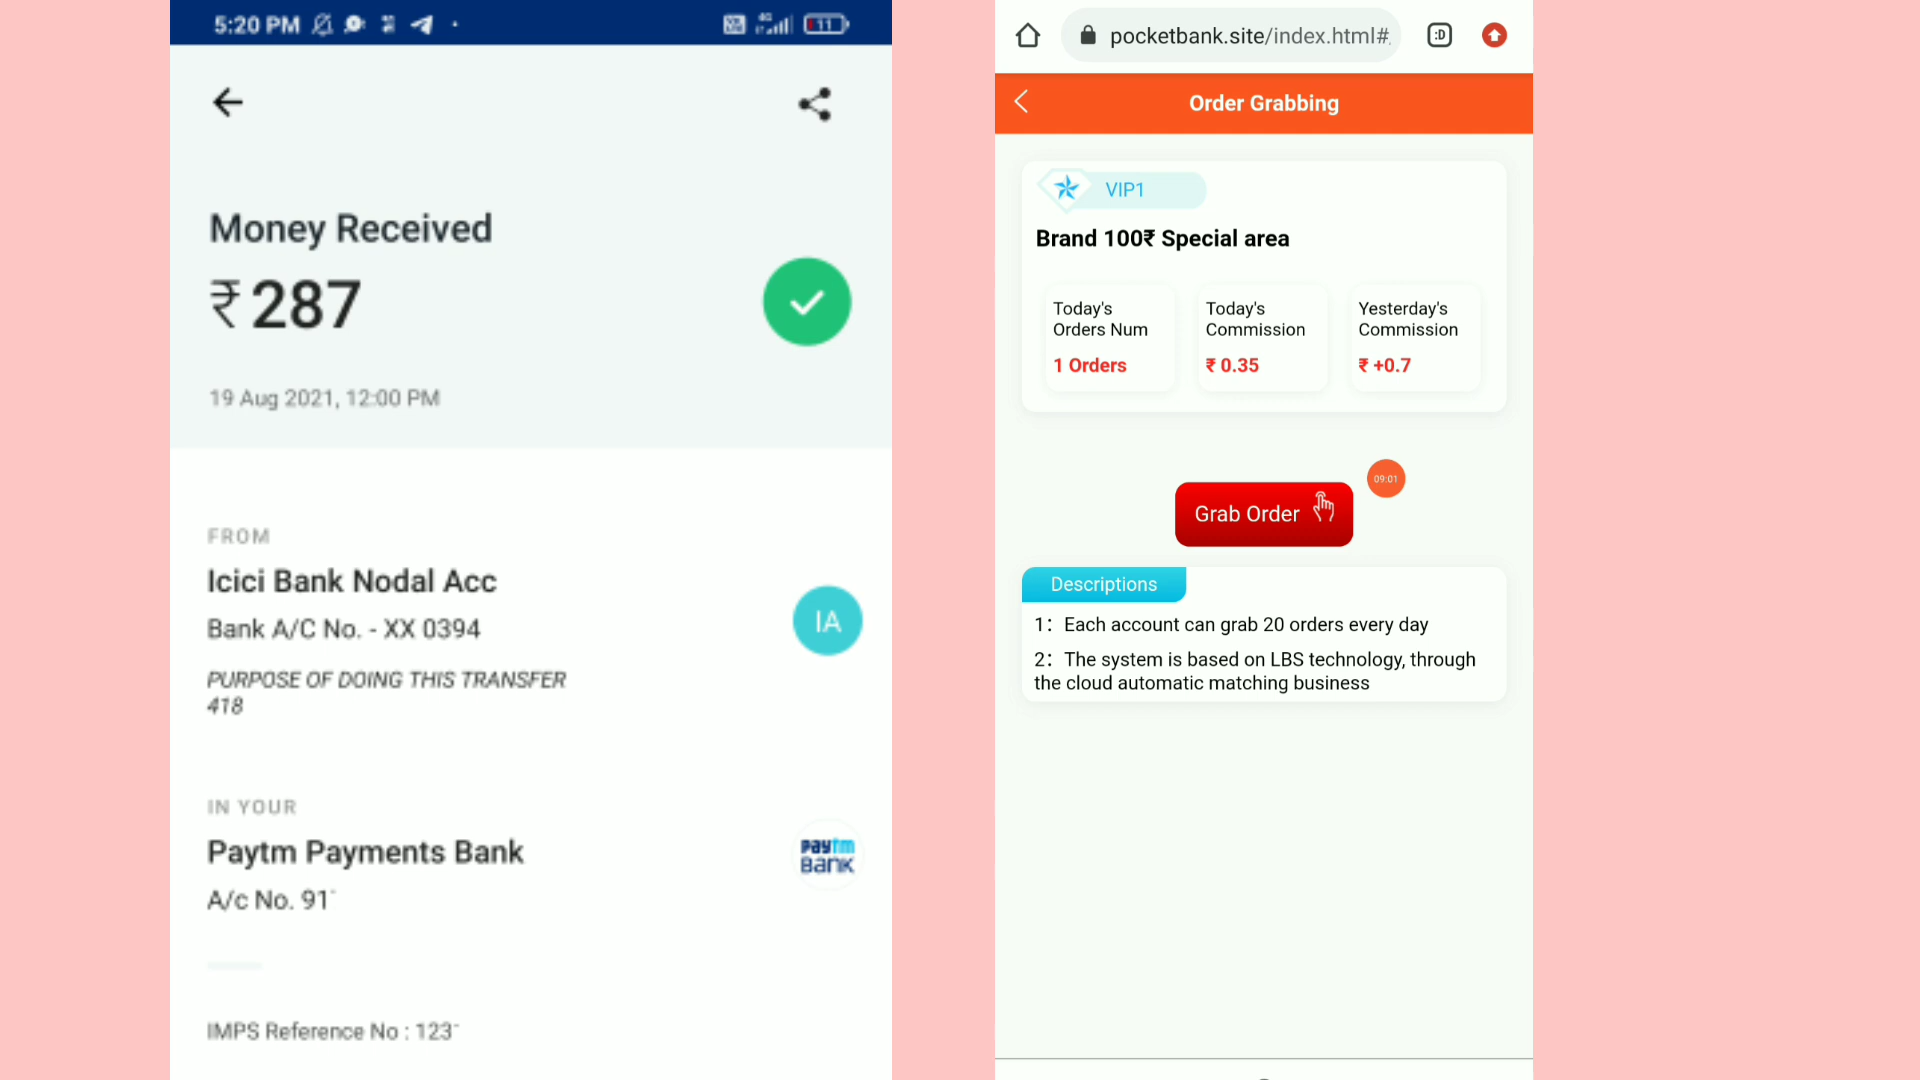 5:20 PM
4G
11
Money Received
₹287
19 Aug 2021, 12:00 PM
FROM
Icici Bank Nodal Acc
Bank A/C No. - XX 0394
IA
PURPOSE OF DOING THIS TRANSFER
418
IN YOUR
Paytm Payments Bank
paytm
BANK
A/c No. 91
IMPS Reference No : 123
pocketbank.site/index.html#
:D
Order Grabbing
VIP1
Brand 100₹ Special area
Today's
Orders Num
1 Orders
Today's
Commission
₹ 0.35
Yesterday's
Commission
₹ +0.7
09:01
Grab Order
Descriptions
1： Each account can grab 20 orders every day
2： The system is based on LBS technology, through
the cloud automatic matching business